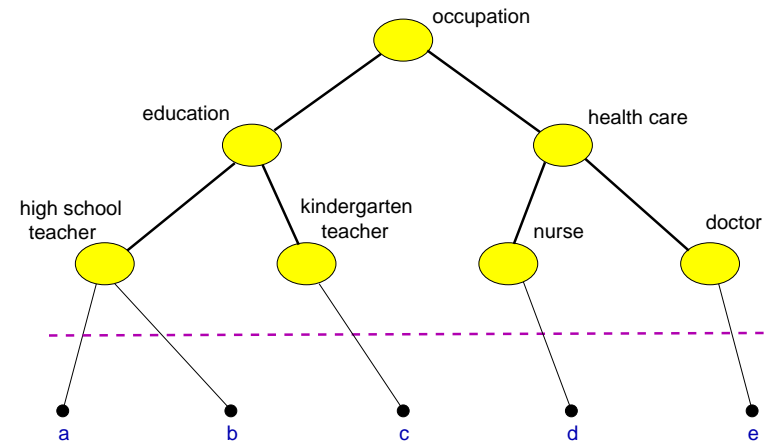 occupation
education
health care
high school
teacher
kindergarten
teacher
nurse
doctor
a
b
c
d
e